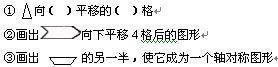 ① 向( )平移的( )格
②画出 向下平移4格后的图形
③画出 的另一半，使它成为一个轴对称图形